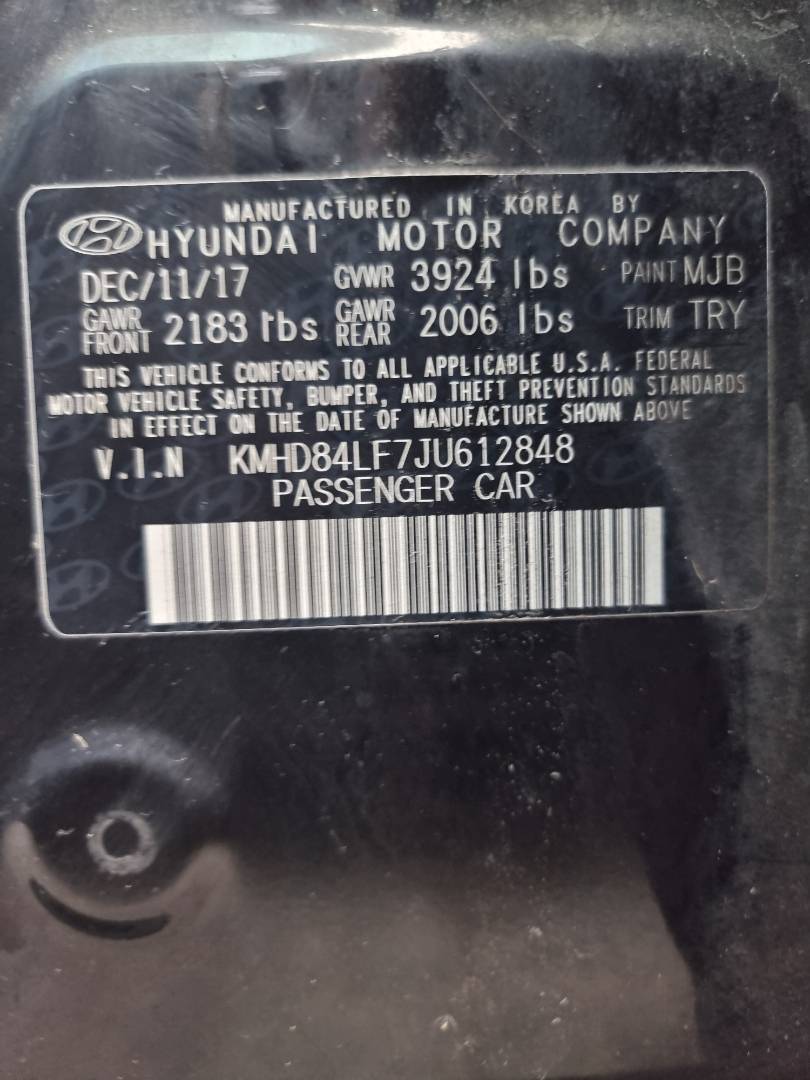 MANUFACTURED IN KOREA BY
HYUNDAI MOTOR COMPANY
DEC/11/17 GVWR 3924 lbs PAINT MJB
GAWR FRONT 2183 lbs GAWR REAR 2006 lbs TRIM TRY
THIS VEHICLE CONFORMS TO ALL APPLICABLE U.S.A. FEDERAL
MOTOR VEHICLE SAFETY, BUMPER, AND THEFT PREVENTION STANDARDS
IN EFFECT ON THE DATE OF MANUFACTURE SHOWN ABOVE
V.I.N KMHD84LF7JU612848
PASSENGER CAR